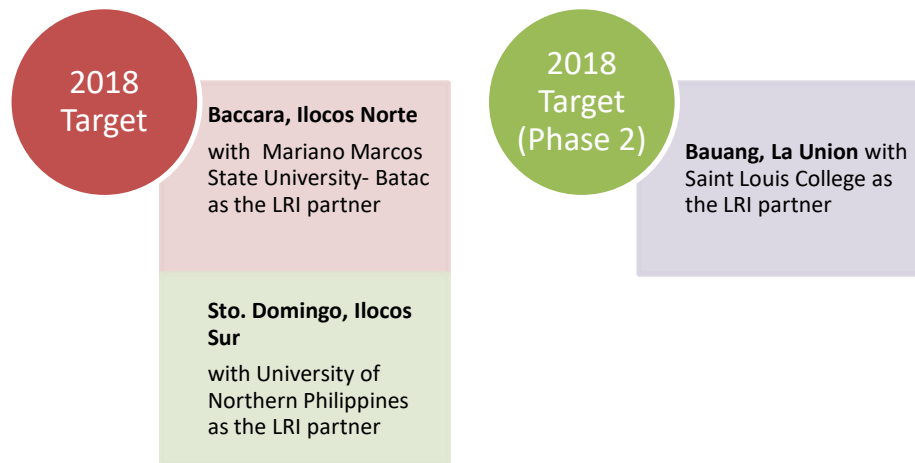 2018
Target
Baccara, Ilocos Norte
with  Mariano Marcos
State University- Batac
as the LRI partner
Sto. Domingo, Ilocos
Sur
with University of
Northern Philippines
as the LRI partner
2018
Target
(Phase 2)
Bauang, La Union with
Saint Louis College as
the LRI partner